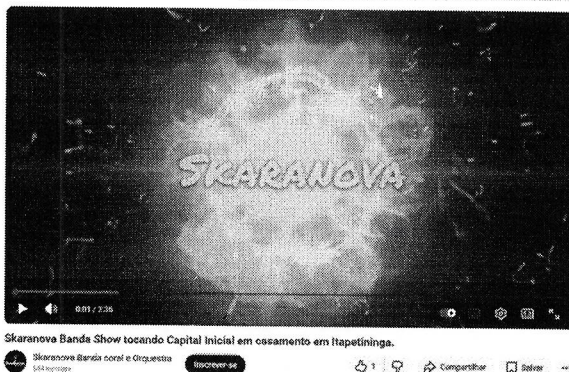 SKARANOVA
0:01 / 2:36
Skaranova Banda Show tocando Capital Inicial em casamento em Itapetininga.
Skaranova Banda coral e Orquestra
Inscrever-se
1
Compartilhar
Salvar